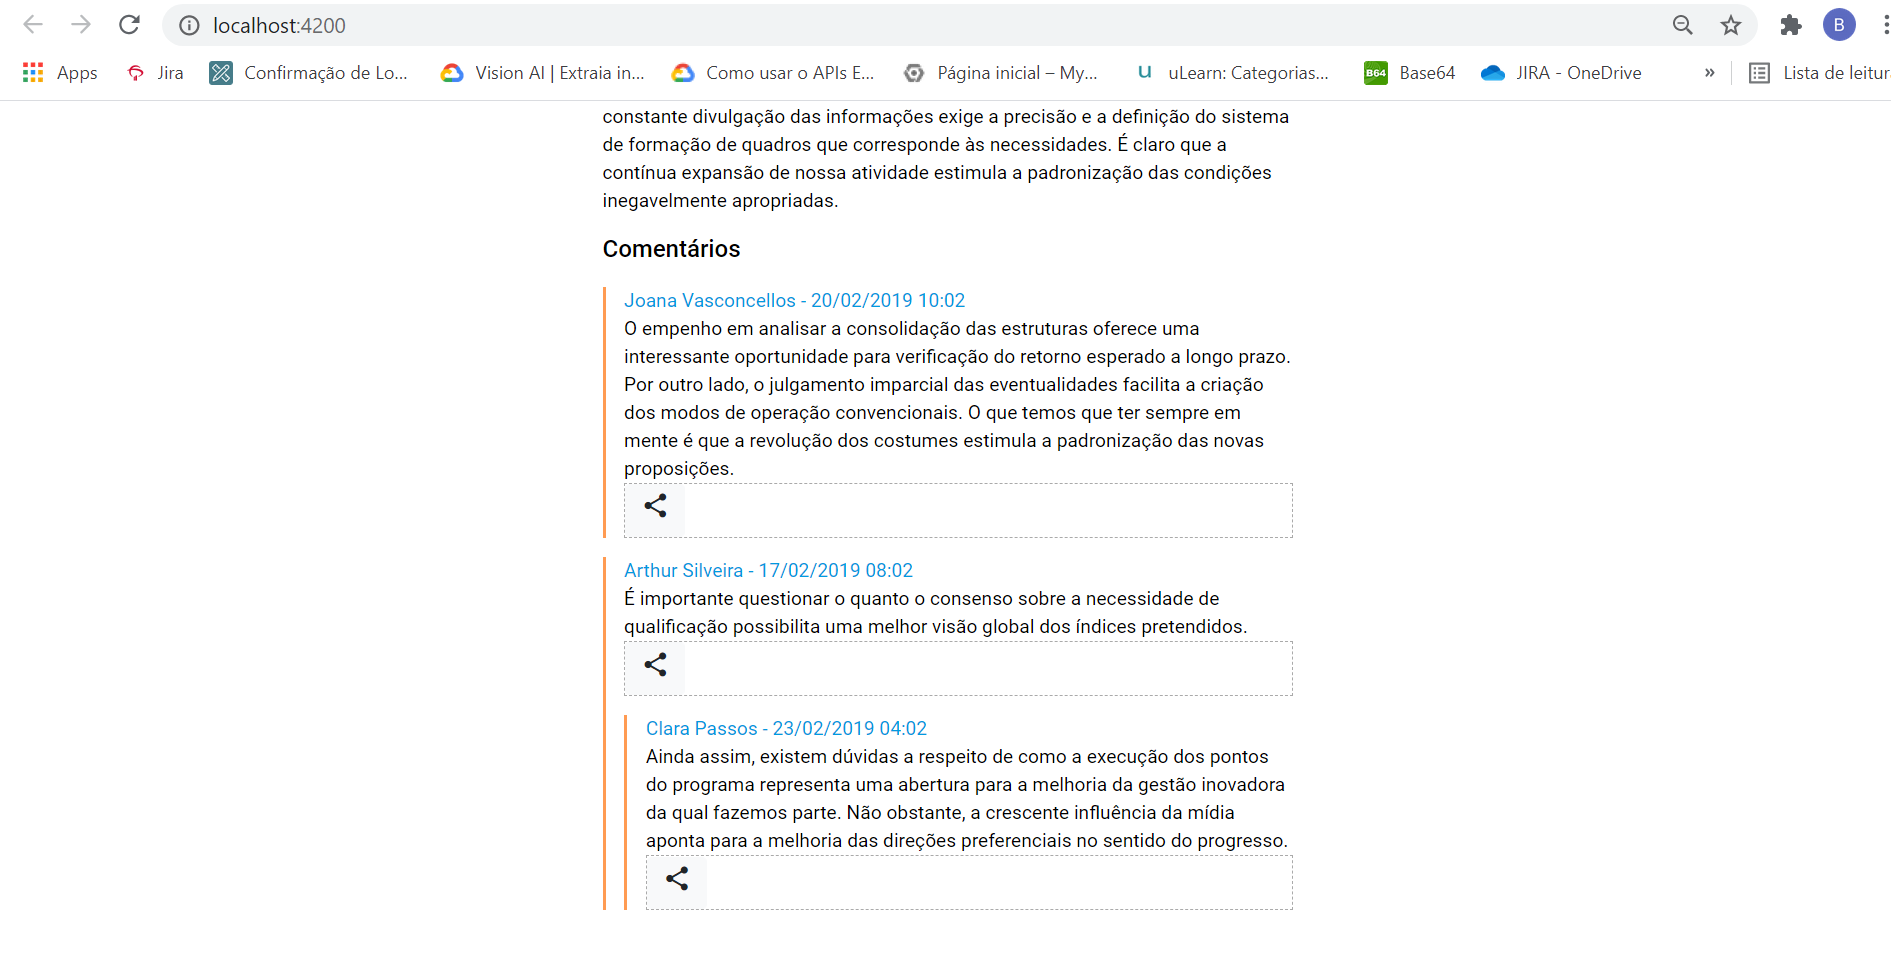 localhost:4200
B
Apps
Jira
Confirmação de Lo...
Vision AI | Extraia in...
Como usar o APIs E...
Página inicial – My...
u
uLearn: Categorias...
B64
Base64
JIRA - OneDrive
»
Lista de leitur
constante divulgação das informações exige a precisão e a definição do sistema
de formação de quadros que corresponde às necessidades. É claro que a
contínua expansão de nossa atividade estimula a padronização das condições
inegavelmente apropriadas.
Comentários
Joana Vasconcellos - 20/02/2019 10:02
O empenho em analisar a consolidação das estruturas oferece uma
interessante oportunidade para verificação do retorno esperado a longo prazo.
Por outro lado, o julgamento imparcial das eventualidades facilita a criação
dos modos de operação convencionais. O que temos que ter sempre em
mente é que a revolução dos costumes estimula a padronização das novas
proposições.
Arthur Silveira - 17/02/2019 08:02
É importante questionar o quanto o consenso sobre a necessidade de
qualificação possibilita uma melhor visão global dos índices pretendidos.
Clara Passos - 23/02/2019 04:02
Ainda assim, existem dúvidas a respeito de como a execução dos pontos
do programa representa uma abertura para a melhoria da gestão inovadora
da qual fazemos parte. Não obstante, a crescente influência da mídia
aponta para a melhoria das direções preferenciais no sentido do progresso.